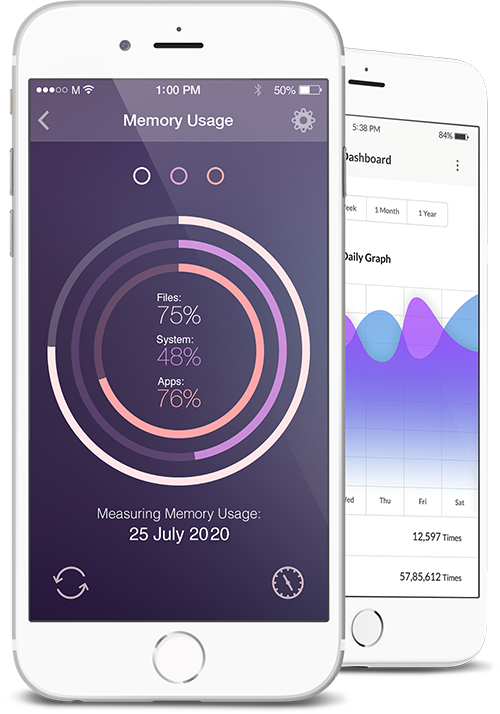 M 1:00 PM 50%
Memory Usage
Files:
75%
System:
48%
Apps:
76%
Measuring Memory Usage:
25 July 2020
5:38 PM 84%
Dashboard
eek 1 Month 1 Year
Daily Graph
Wed Thu Fri Sat
12,597 Times
57,85,612 Times